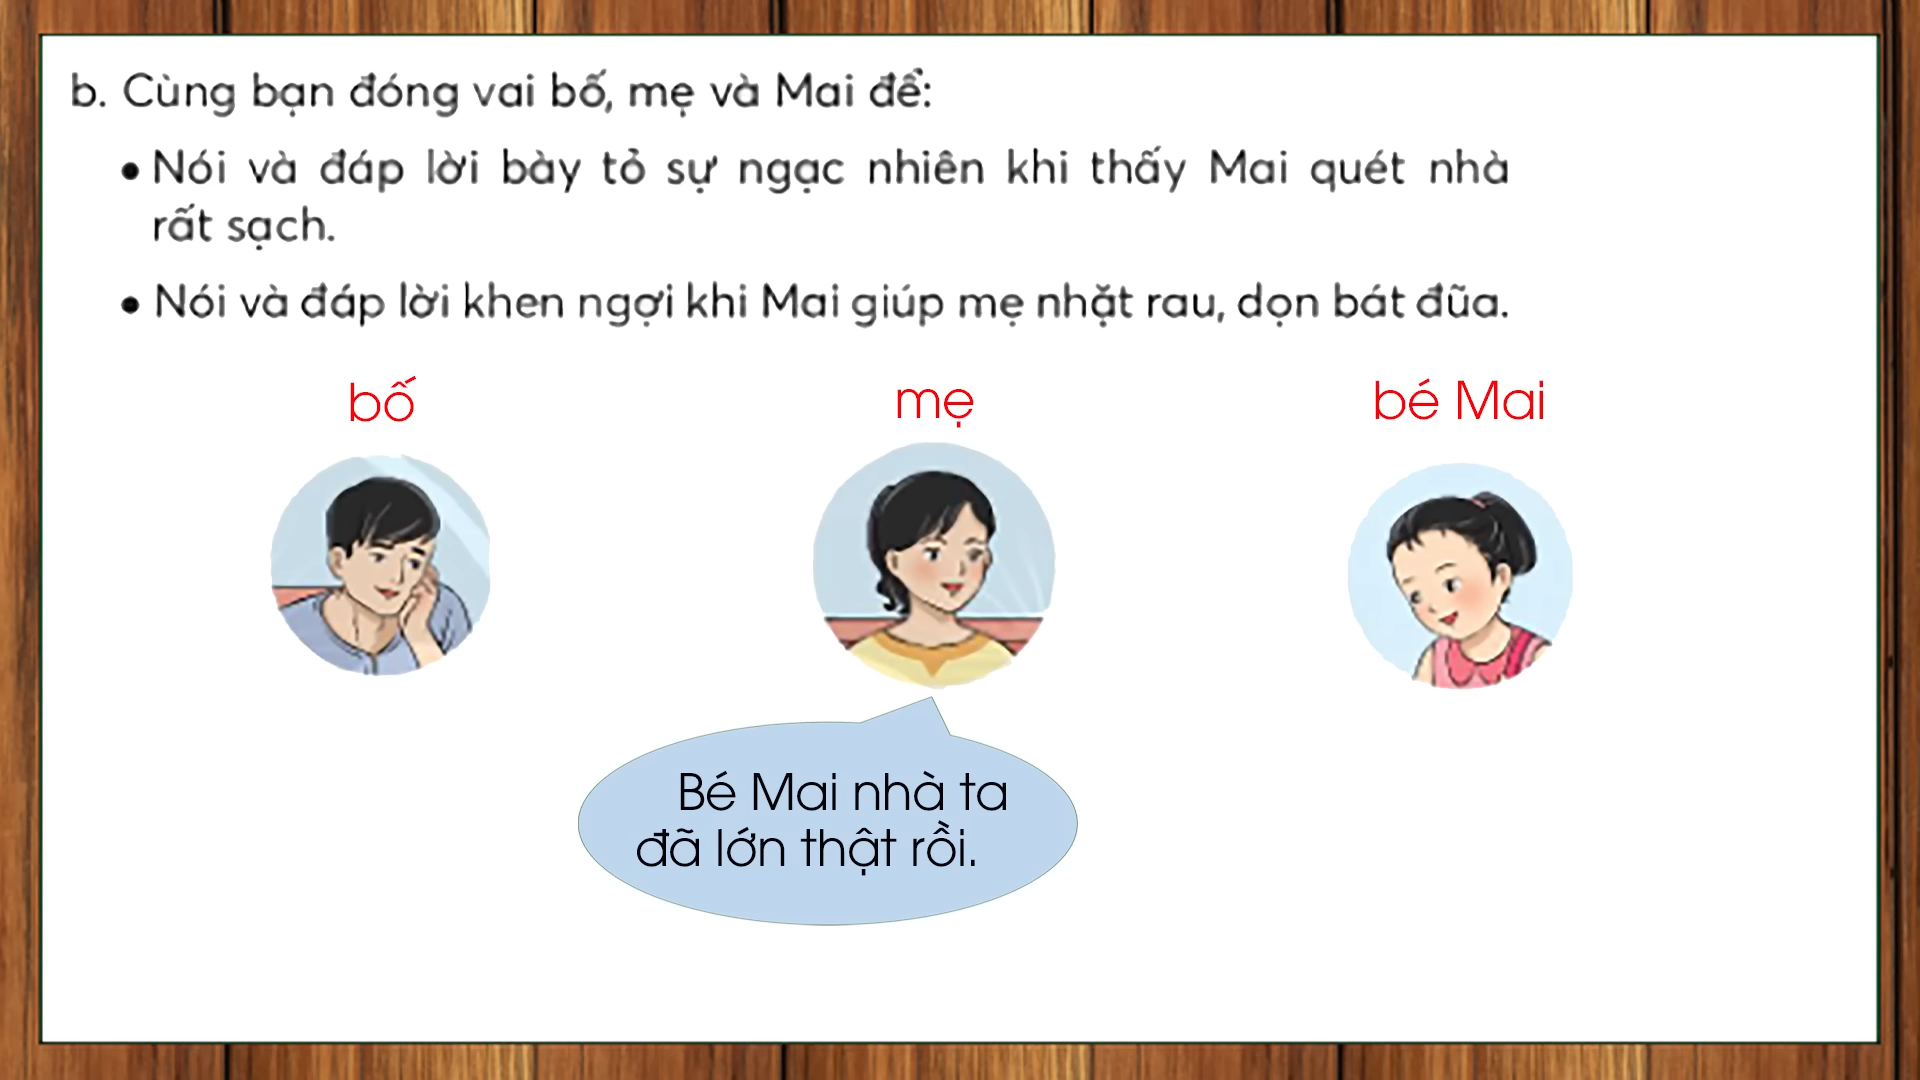 b. Cùng bạn đóng vai bố, mẹ và Mai để:
• Nói và đáp lời bày tỏ sự ngạc nhiên khi thấy Mai quét nhà
rất sạch.
• Nói và đáp lời khen ngợi khi Mai giúp mẹ nhặt rau, dọn bát đũa.
bố
mẹ
bé Mai
Bé Mai nhà ta
đã lớn thật rồi.